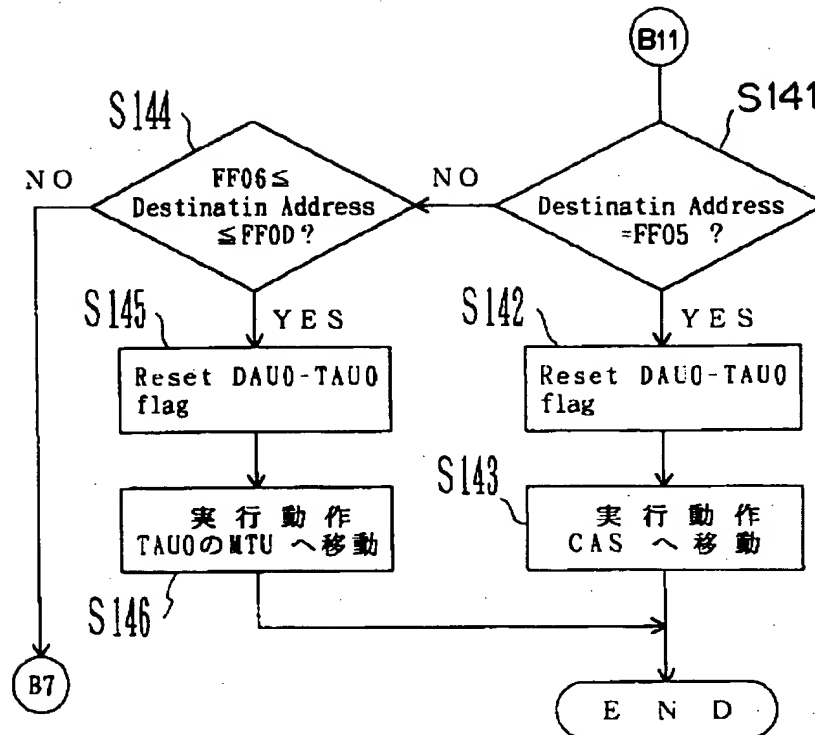 B11
S141
Destinatin Address
=FF05 ?
NO
YES
S142
Reset DAU0-TAU0
flag
S143
実行動作
CAS へ移動
S144
FF06≦
Destinatin Address
≦FF0D?
NO
YES
S145
Reset DAU0-TAU0
flag
実行動作
TAU0のMTU へ移動
S146
B7
END